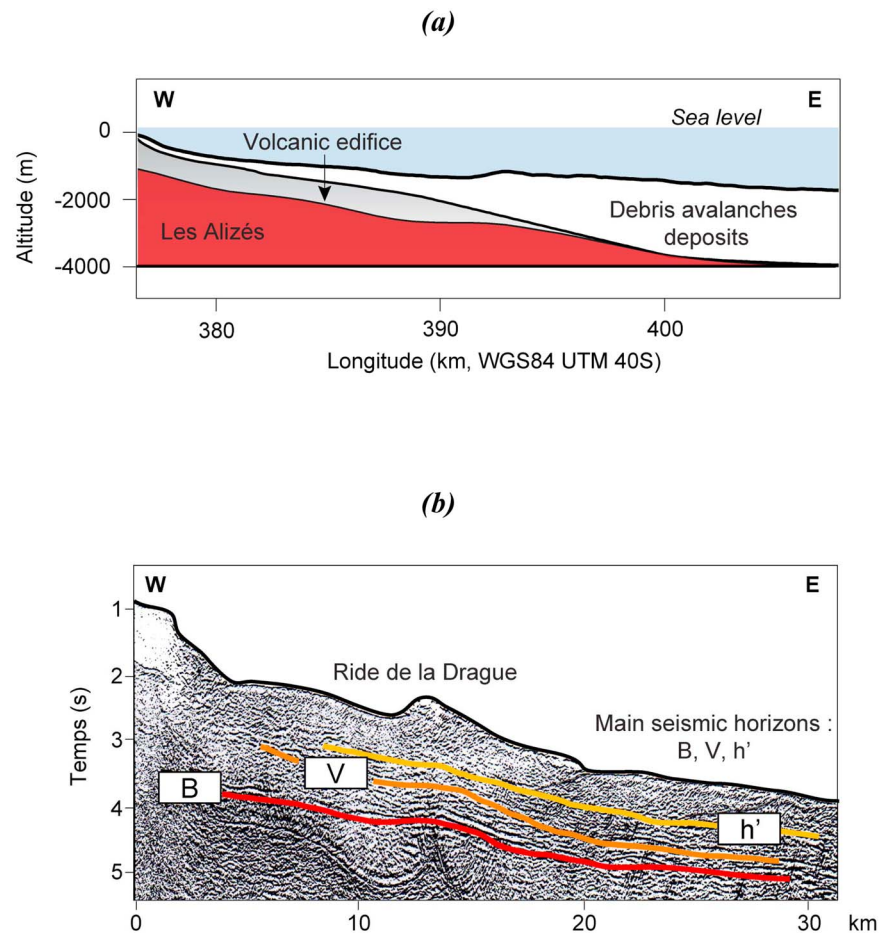 (a)
W
E
Sea level
Volcanic edifice
Les Alizés
Debris avalanches
deposits
0
-2000
-4000
Altitude (m)
380
390
400
Longitude (km, WGS84 UTM 40S)
(b)
W
E
Ride de la Drague
Main seismic horizons :
B, V, h’
V
B
h’
1
2
3
4
5
Temps (s)
0
10
20
30
km